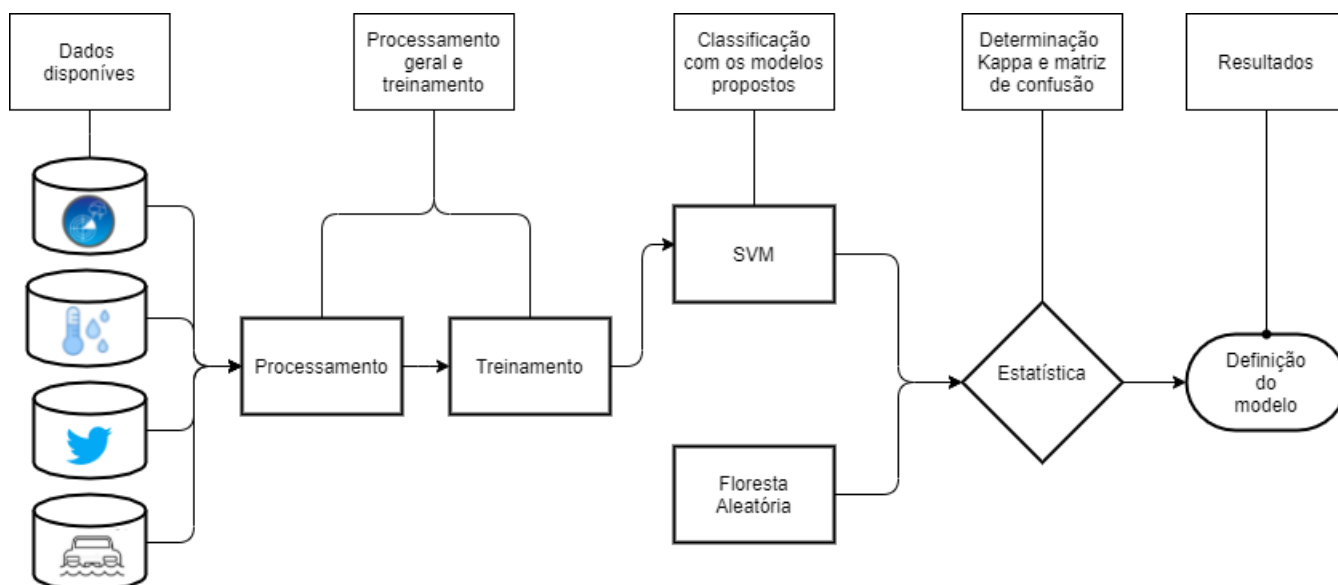 Dados
disponíves
Processamento
geral e
treinamento
Classificação
com os modelos
propostos
Determinação
Kappa e matriz
de confusão
Resultados
SVM
Processamento
Treinamento
Estatística
Definição
do
modelo
Floresta
Aleatória